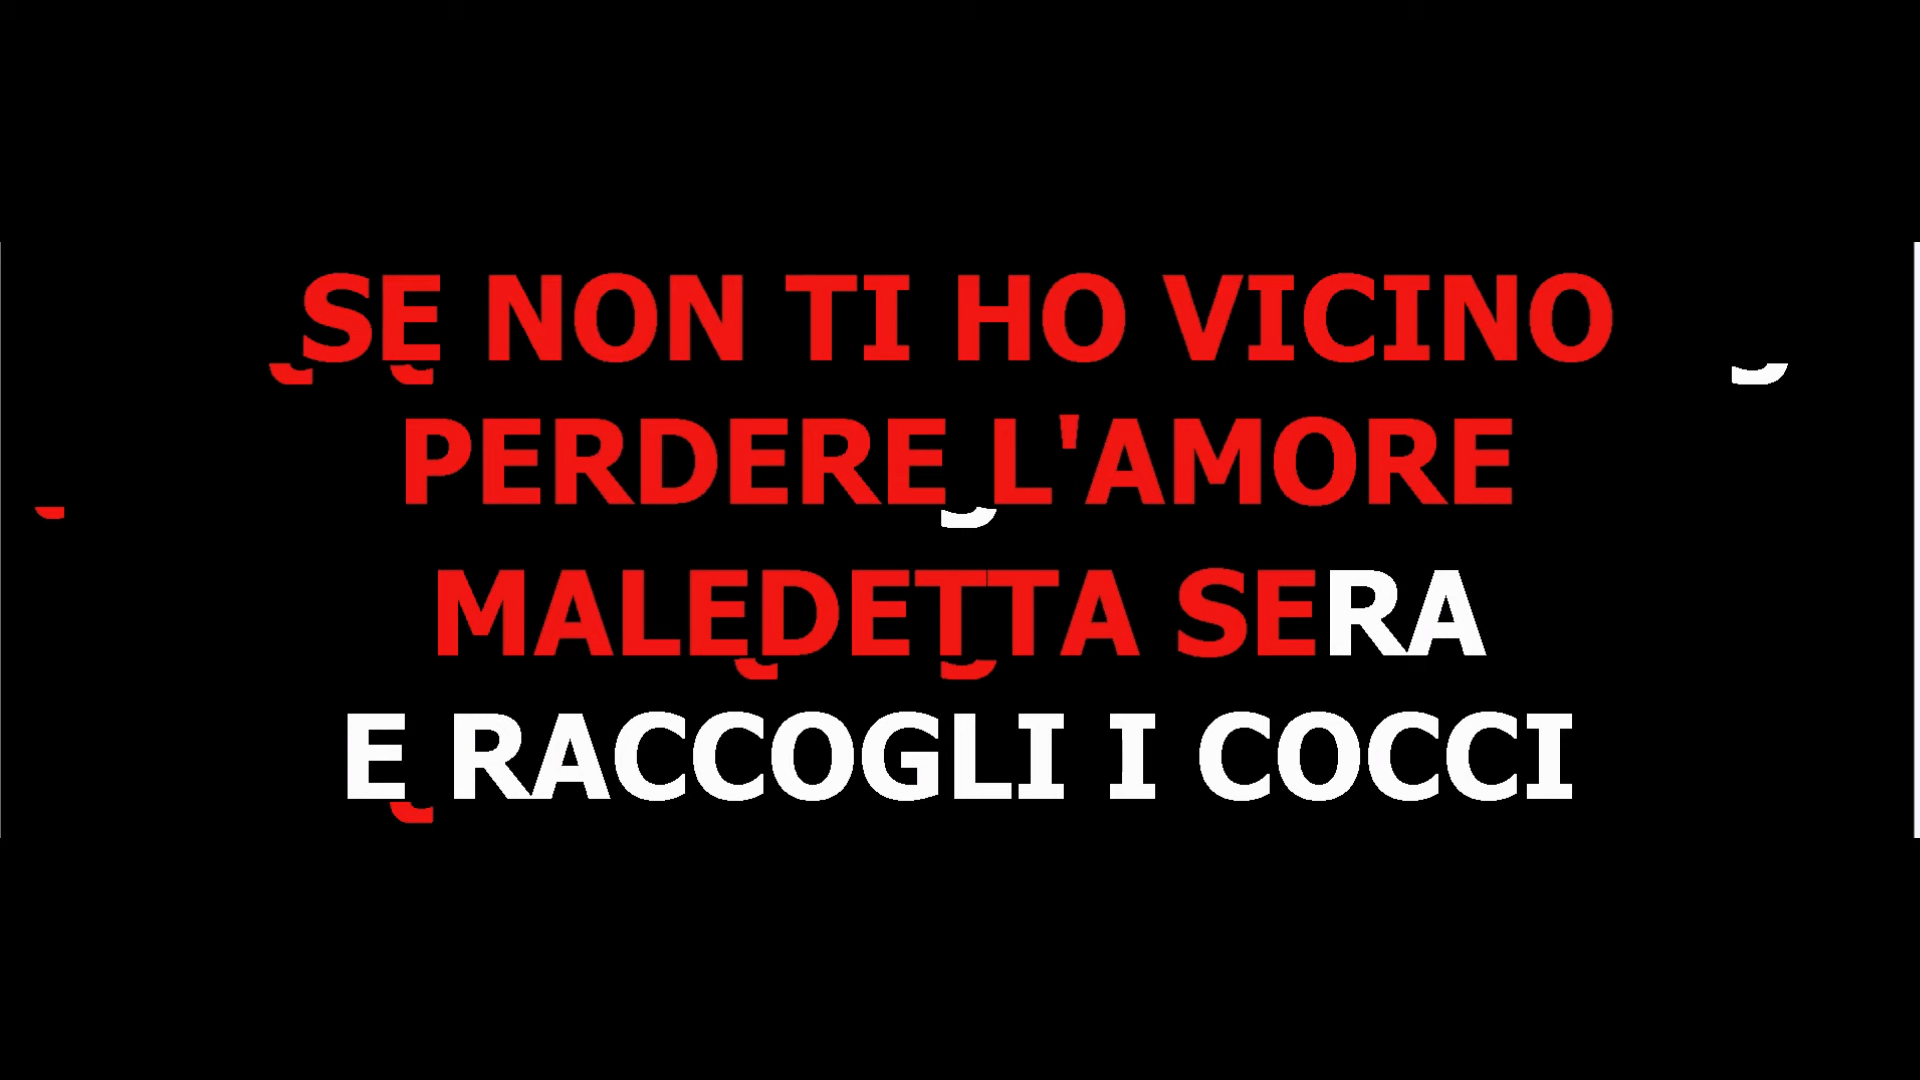 SE NON TI HO VICINO
PERDERE L'AMORE
MALEDETTA SERA
E RACCOGLI I COCCI